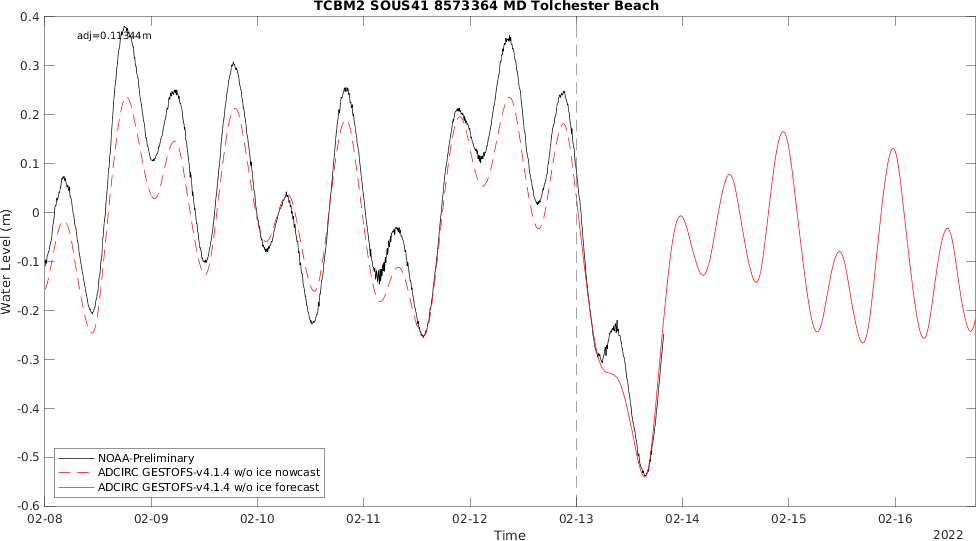 TCBM2 SOUS41 8573364 MD Tolchester Beach
adj=0.11344m
0.4
0.3
0.2
0.1
0
-0.1
-0.2
-0.3
-0.4
-0.5
-0.6
Water Level (m)
NOAA-Preliminary
ADCIRC GESTOFS-v4.1.4 w/o ice nowcast
ADCIRC GESTOFS-v4.1.4 w/o ice forecast
02-08 02-09 02-10 02-11 02-12 02-13 02-14 02-15 02-16
Time
2022